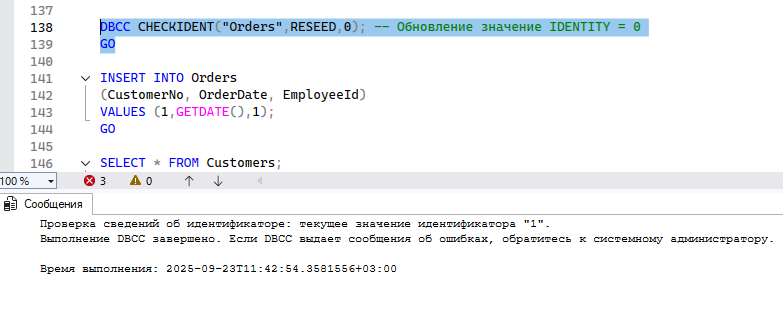 137
138 DBCC CHECKIDENT("Orders",RESEED,0); -- Обновление значение IDENTITY = 0
139 GO
140
141 INSERT INTO Orders
142 (CustomerNo, OrderDate, EmployeeId)
143 VALUES (1,GETDATE(),1);
144 GO
145
146 SELECT * FROM Customers;
100 % 3 0
Сообщения
Проверка сведений об идентификаторе: текущее значение идентификатора "1".
Выполнение DBCC завершено. Если DBCC выдает сообщения об ошибках, обратитесь к системному администратору.
Время выполнения: 2025-09-23T11:42:54.3581556+03:00